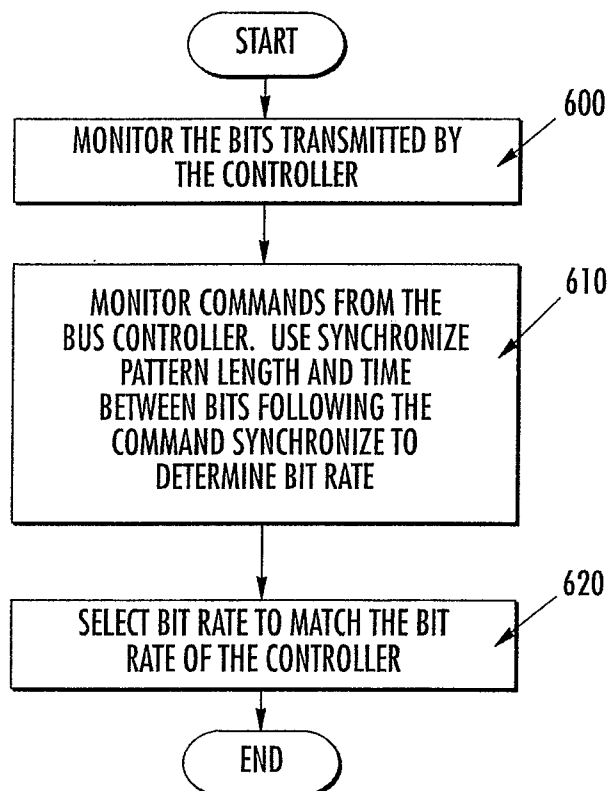 START
600
MONITOR THE BITS TRANSMITTED BY
THE CONTROLLER
610
MONITOR COMMANDS FROM THE
BUS CONTROLLER. USE SYNCHRONIZE
PATTERN LENGTH AND TIME
BETWEEN BITS FOLLOWING THE
COMMAND SYNCHRONIZE TO
DETERMINE BIT RATE
620
SELECT BIT RATE TO MATCH THE BIT
RATE OF THE CONTROLLER
END